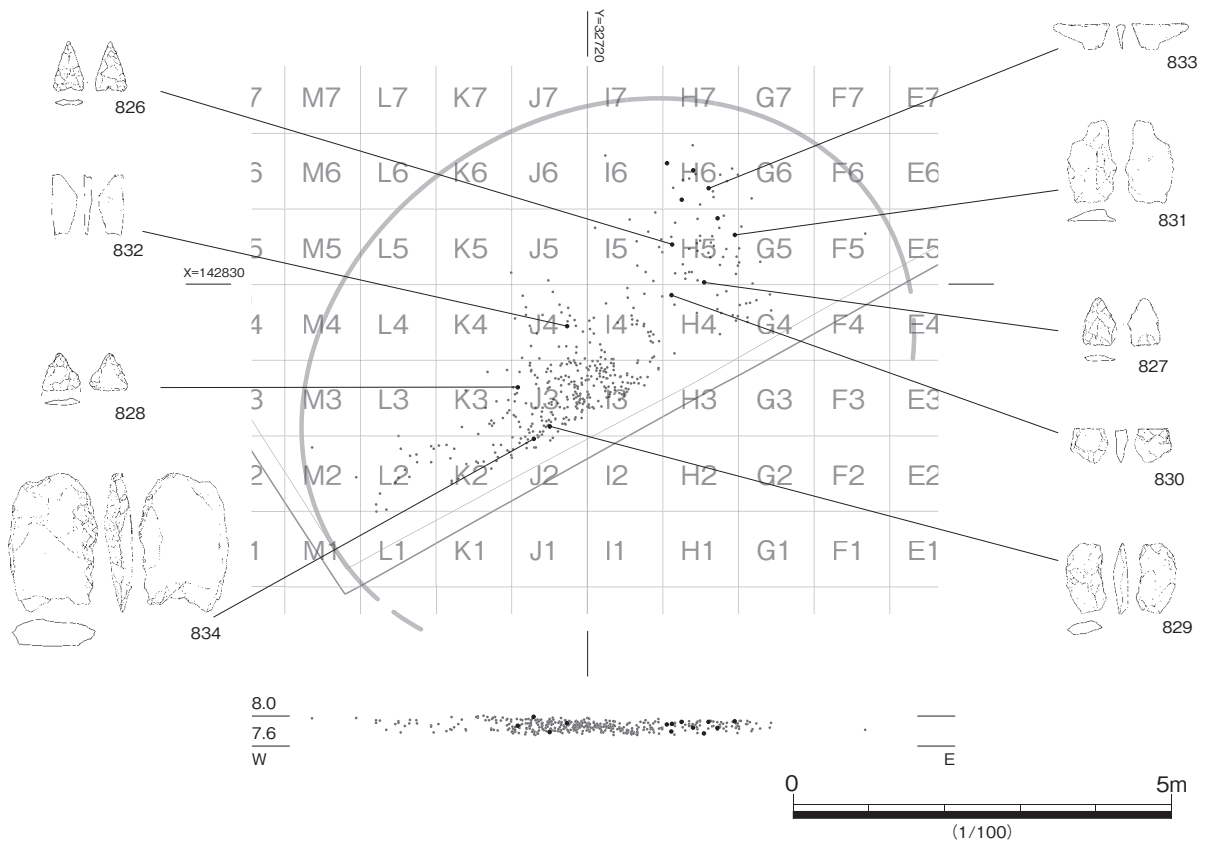 Y=32720
826
833
7 M7 L7 K7 J7 I7 H7 G7 F7 E7
6 M6 L6 K6 J6 I6 H6 G6 F6 E6
832
831
5 M5 L5 K5 J5 I5 H5 G5 F5 E5
X=142830
4 M4 L4 K4 J4 I4 H4 G4 F4 E4
827
828
3 M3 L3 K3 J3 I3 H3 G3 F3 E3
830
2 M2 L2 K2 J2 I2 H2 G2 F2 E2
1 M1 L1 K1 J1 I1 H1 G1 F1 E1
834
829
8.0
7.6
W E
0 5m
(1/100)